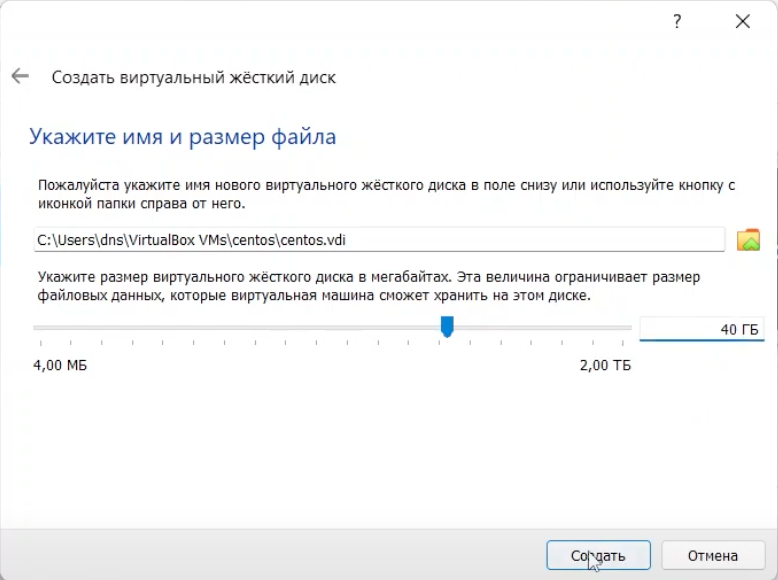 ?
Создать виртуальный жёсткий диск
Укажите имя и размер файла
Пожалуйста укажите имя нового виртуального жёсткого диска в поле снизу или используйте кнопку с
иконкой папки справа от него.
C:\Users\dns\VirtualBox VMs\centos\centos.vdi
Укажите размер виртуального жёсткого диска в мегабайтах. Эта величина ограничивает размер
файловых данных, которые виртуальная машина сможет хранить на этом диске.
40 ГБ
4,00 МБ 2,00 ТБ
Создать Отмена